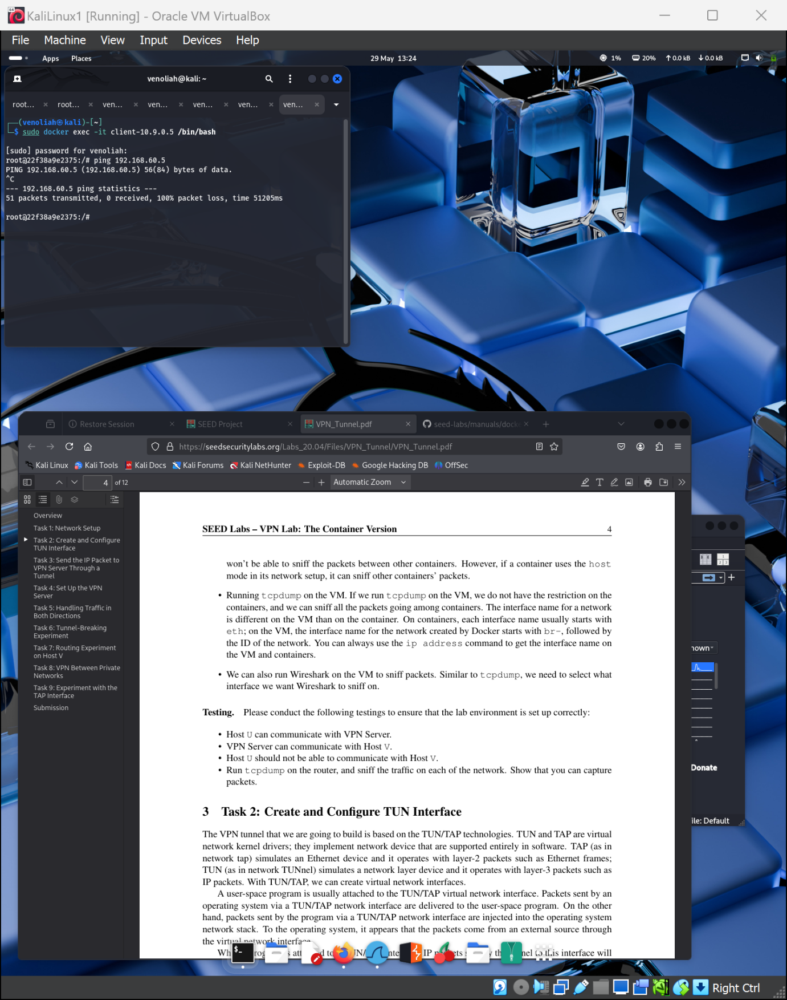 KaliLinux1 [Running] - Oracle VM VirtualBox
File Machine View Input Devices Help
Apps Places 29 May 13:24 1% 20% 0.0 kB 0.0 kB
venoliah@kali: ~
root... root... ven... ven... ven... ven... ven...
(venoliah㉿kali)-[~]
$ sudo docker exec -it client-10.9.0.5 /bin/bash
[sudo] password for venoliah:
root@22f38a9e2375:/# ping 192.168.60.5
PING 192.168.60.5 (192.168.60.5) 56(84) bytes of data.
^C
--- 192.168.60.5 ping statistics ---
51 packets transmitted, 0 received, 100% packet loss, time 51205ms
root@22f38a9e2375:/#
Restore Session SEED Project VPN_Tunnel.pdf seed-labs/manuals/docke
https://seedsecuritylabs.org/Labs_20.04/Files/VPN_Tunnel/VPN_Tunnel.pdf
Kali Linux Kali Tools Kali Docs Kali Forums Kali NetHunter Exploit-DB Google Hacking DB OffSec
4 of 12 Automatic Zoom
Overview
Task 1: Network Setup
Task 2: Create and Configure
TUN Interface
Task 3: Send the IP Packet to
VPN Server Through a
Tunnel
Task 4: Set Up the VPN
Server
Task 5: Handling Traffic in
Both Directions
Task 6: Tunnel-Breaking
Experiment
Task 7: Routing Experiment
on Host V
Task 8: VPN Between Private
Networks
Task 9: Experiment with the
TAP Interface
Submission
SEED Labs – VPN Lab: The Container Version 4
won't be able to sniff the packets between other containers. However, if a container uses the host
mode in its network setup, it can sniff other containers' packets.
• Running tcpdump on the VM. If we run tcpdump on the VM, we do not have the restriction on the
containers, and we can sniff all the packets going among containers. The interface name for a network
is different on the VM than on the container. On containers, each interface name usually starts with
eth; on the VM, the interface name for the network created by Docker starts with br-, followed by
the ID of the network. You can always use the ip address command to get the interface name on
the VM and containers.
• We can also run Wireshark on the VM to sniff packets. Similar to tcpdump, we need to select what
interface we want Wireshark to sniff on.
Testing. Please conduct the following testings to ensure that the lab environment is set up correctly:
• Host U can communicate with VPN Server.
• VPN Server can communicate with Host V.
• Host U should not be able to communicate with Host V.
• Run tcpdump on the router, and sniff the traffic on each of the network. Show that you can capture
packets.
3 Task 2: Create and Configure TUN Interface
The VPN tunnel that we are going to build is based on the TUN/TAP technologies. TUN and TAP are virtual
network kernel drivers; they implement network device that are supported entirely in software. TAP (as in
network tap) simulates an Ethernet device and it operates with layer-2 packets such as Ethernet frames;
TUN (as in network TUNnel) simulates a network layer device and it operates with layer-3 packets such as
IP packets. With TUN/TAP, we can create virtual network interfaces.
A user-space program is usually attached to the TUN/TAP virtual network interface. Packets sent by an
operating system via a TUN/TAP network interface are delivered to the user-space program. On the other
hand, packets sent by the program via a TUN/TAP network interface are injected into the operating system
network stack. To the operating system, it appears that the packets come from an external source through
the virtual network interface.
this interface will
nown
Donate
ile: Default
Right Ctrl